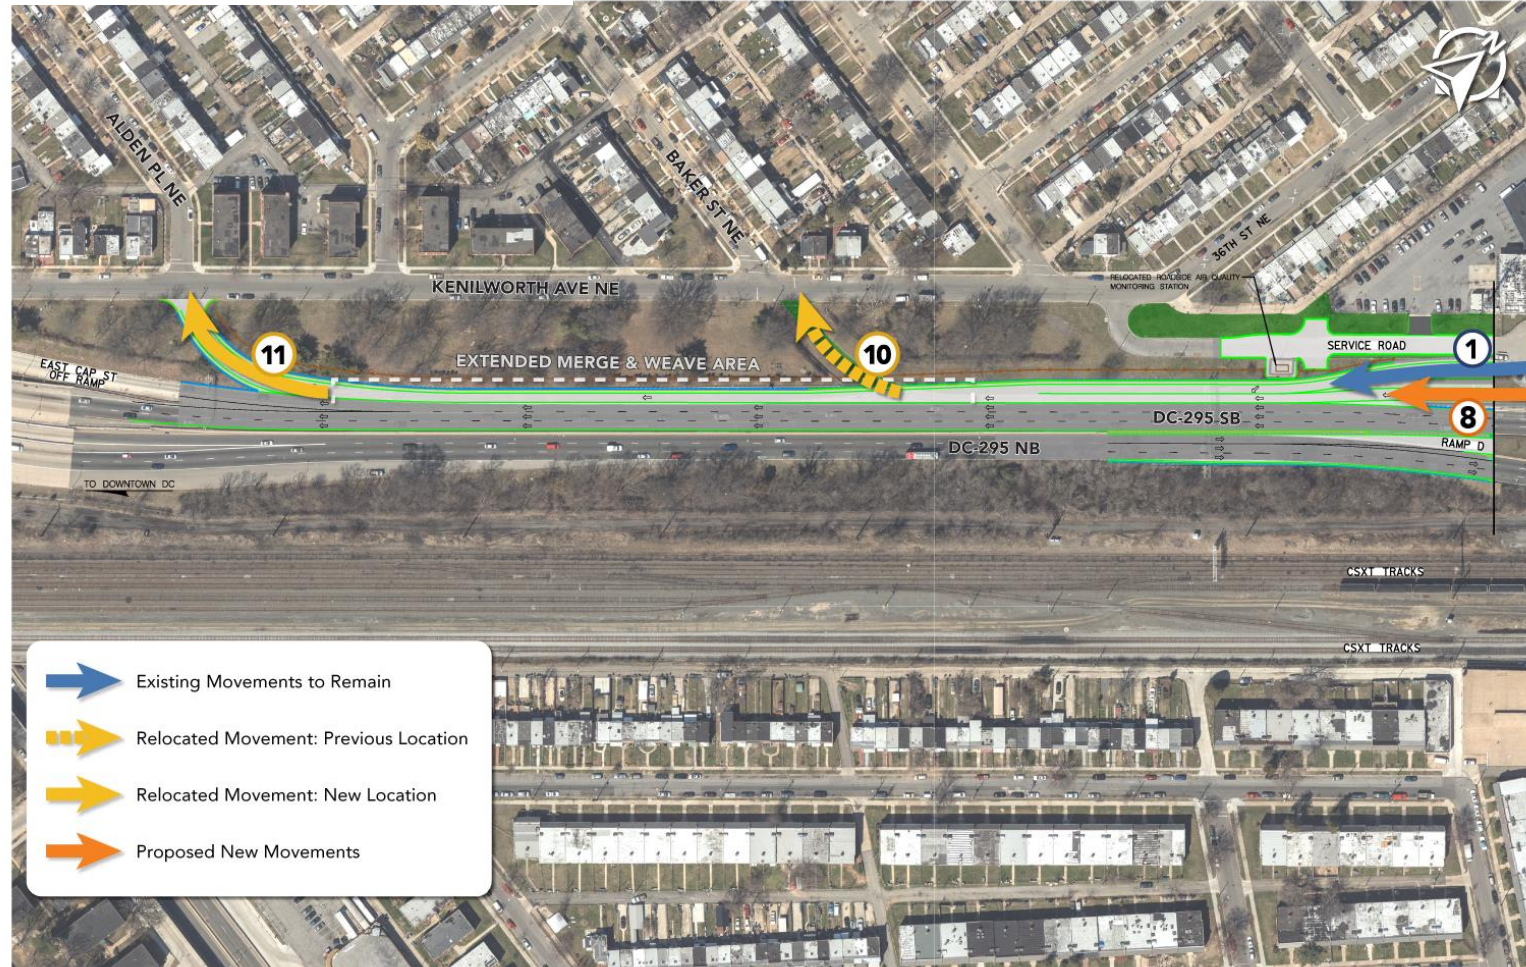 N
ALDEN PL NE
BAKER ST NE
36TH ST NE
KENILWORTH AVE NE
RELOCATED ROADSIDE AIR QUALITY
MONITORING STATION
SERVICE ROAD
1
11
10
EXTENDED MERGE & WEAVE AREA
EAST CAP ST
OFF RAMP
8
DC-295 SB
DC-295 NB
RAMP D
TO DOWNTOWN DC
CSXT TRACKS
CSXT TRACKS
Existing Movements to Remain
Relocated Movement: Previous Location
Relocated Movement: New Location
Proposed New Movements